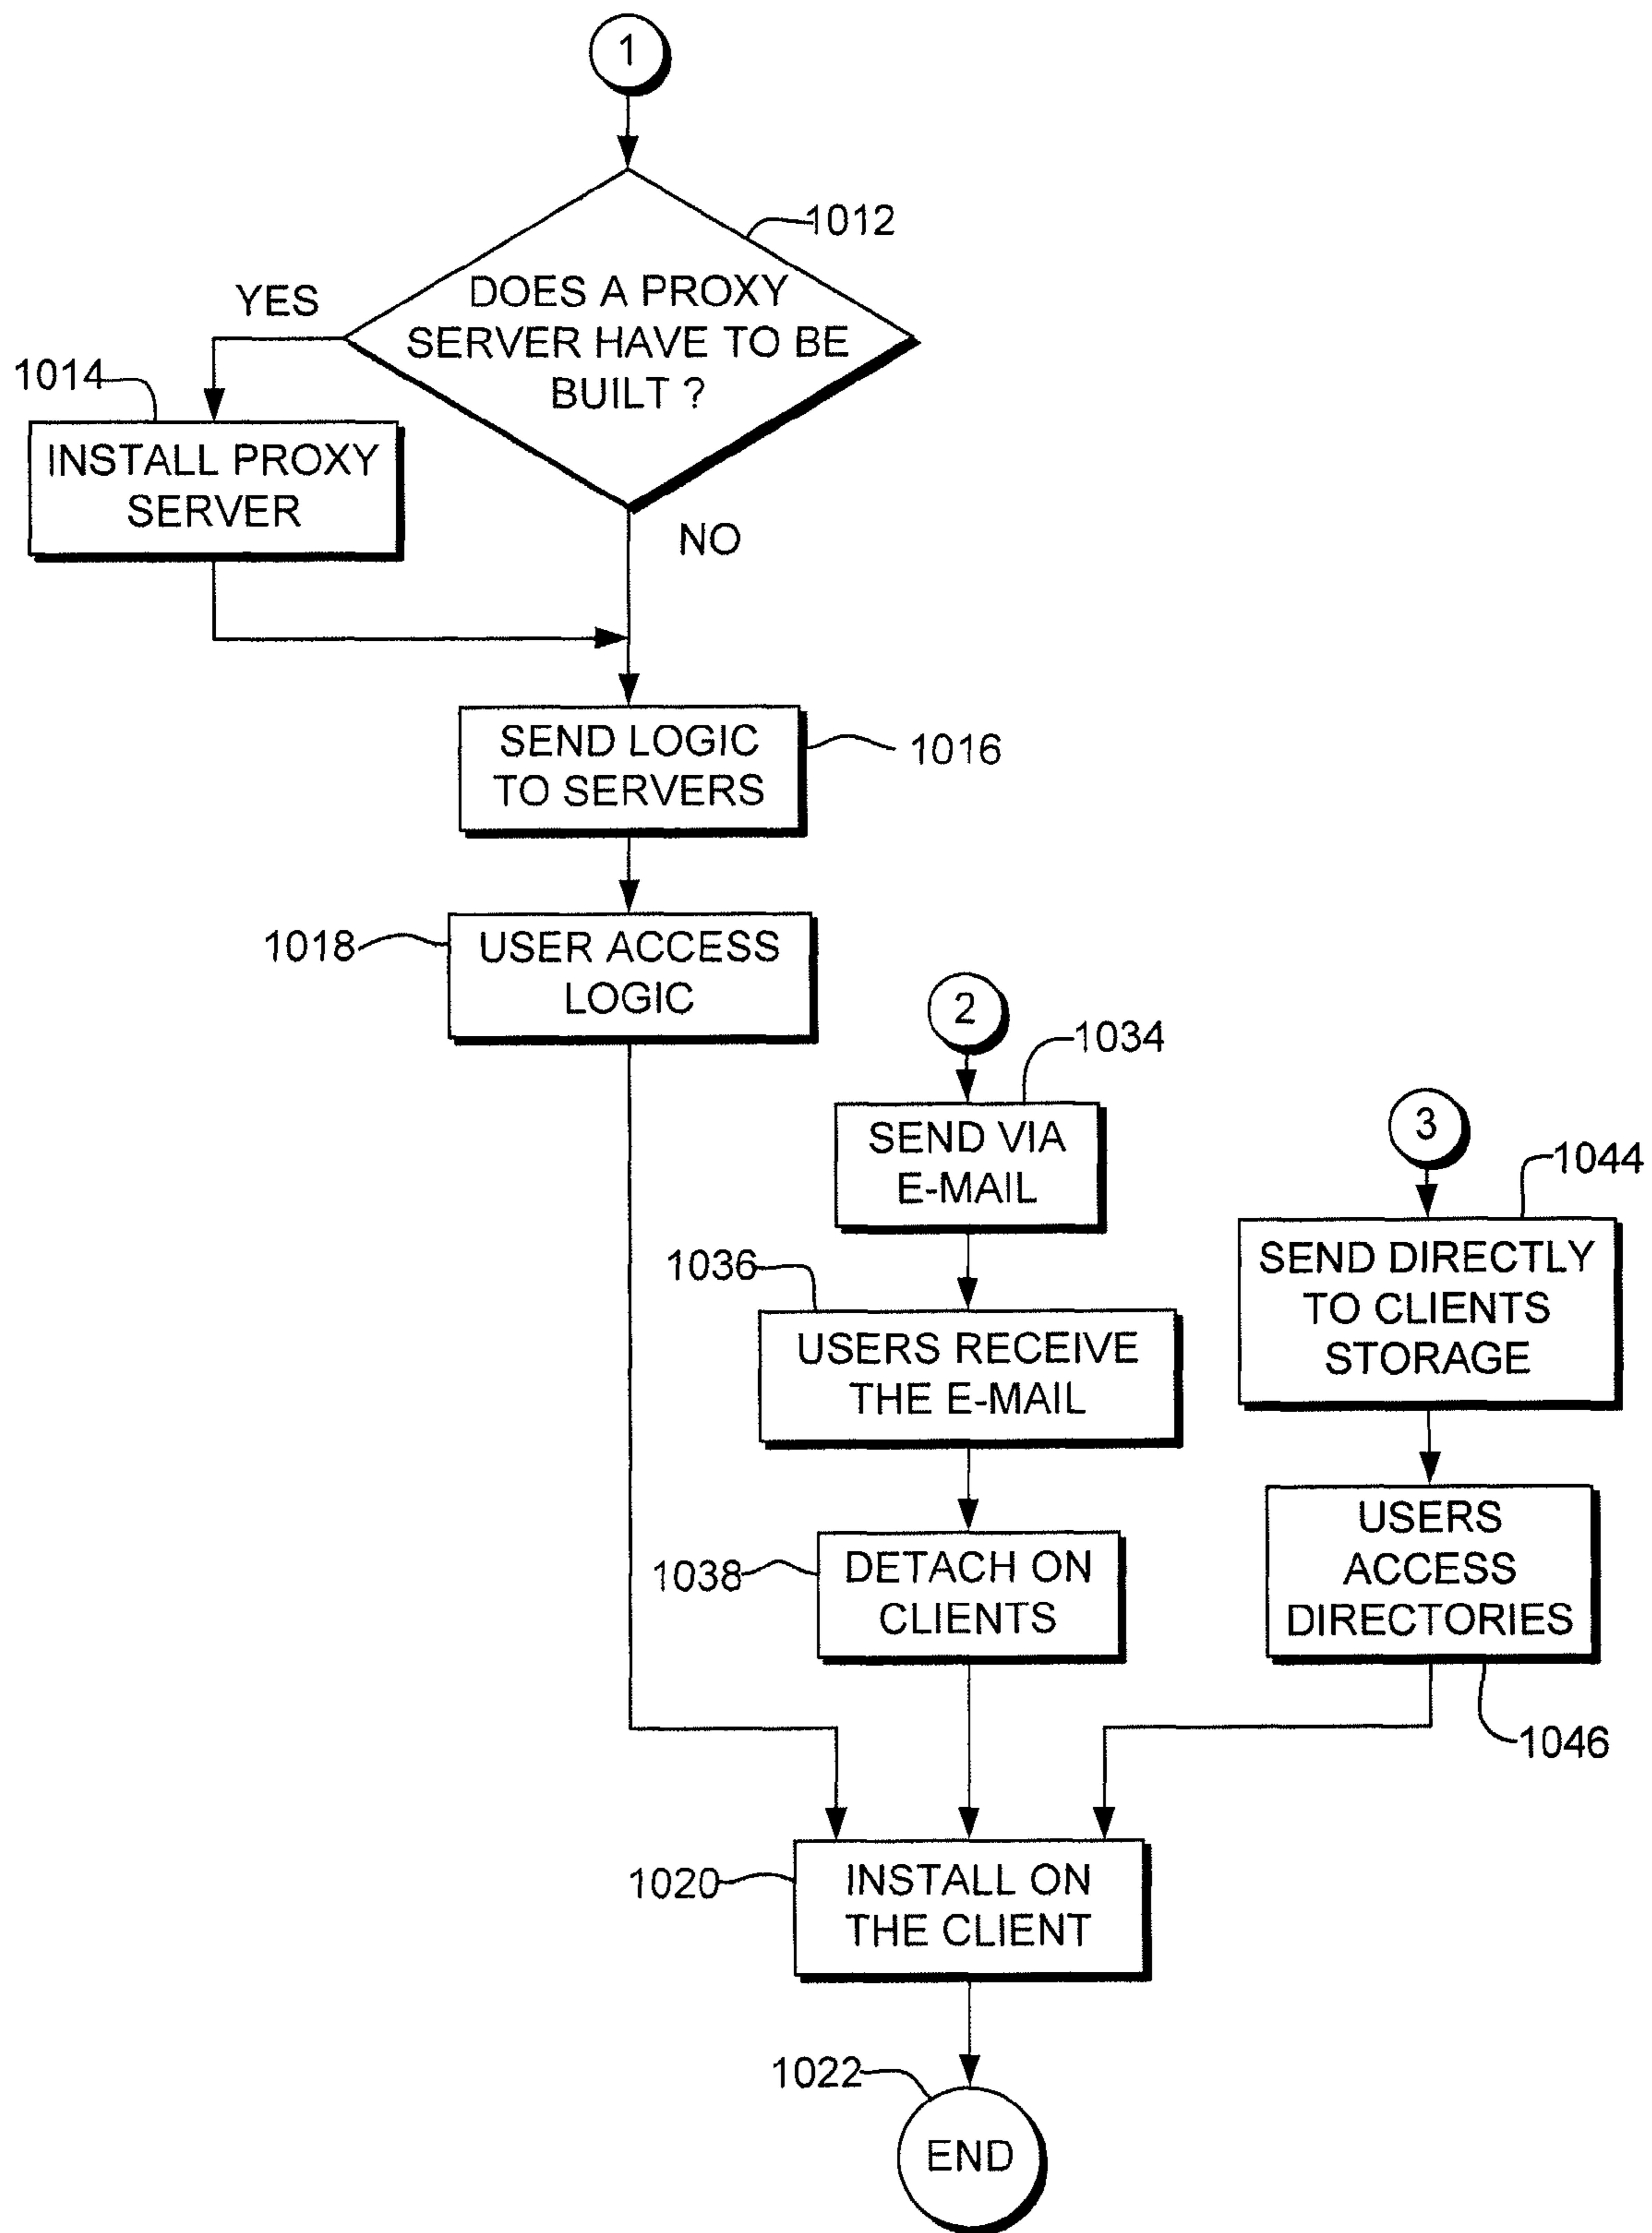 1
1012
DOES A PROXY
SERVER HAVE TO BE
BUILT ?
YES
1014
INSTALL PROXY
SERVER
NO
SEND LOGIC
TO SERVERS
1016
1018
USER ACCESS
LOGIC
2
1034
SEND VIA
E-MAIL
1036
USERS RECEIVE
THE E-MAIL
1038
DETACH ON
CLIENTS
3
1044
SEND DIRECTLY
TO CLIENTS
STORAGE
USERS
ACCESS
DIRECTORIES
1046
1020
INSTALL ON
THE CLIENT
1022
END